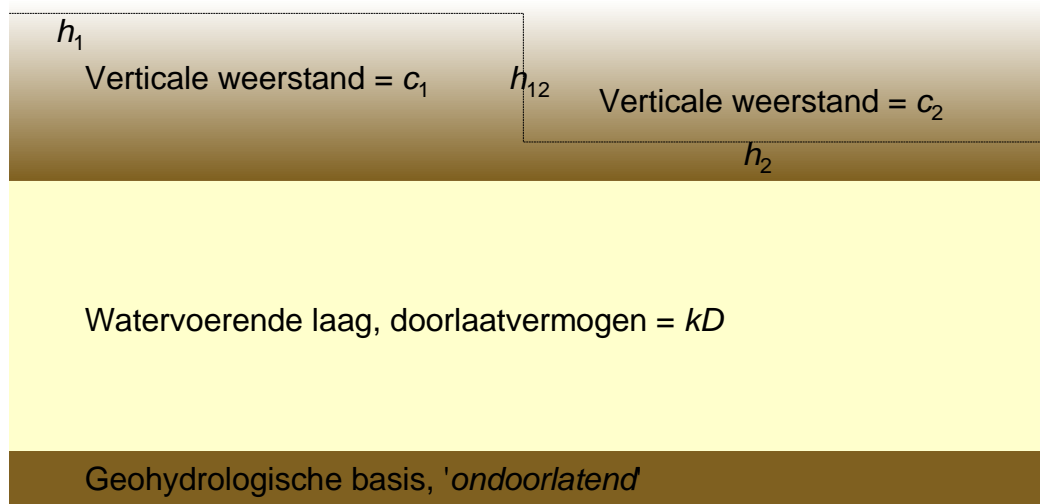 h₁
Verticale weerstand = c₁
h₁₂
Verticale weerstand = c₂
h₂
Watervoerende laag, doorlaatvermogen = kD
Geohydrologische basis, 'ondoorlatend'